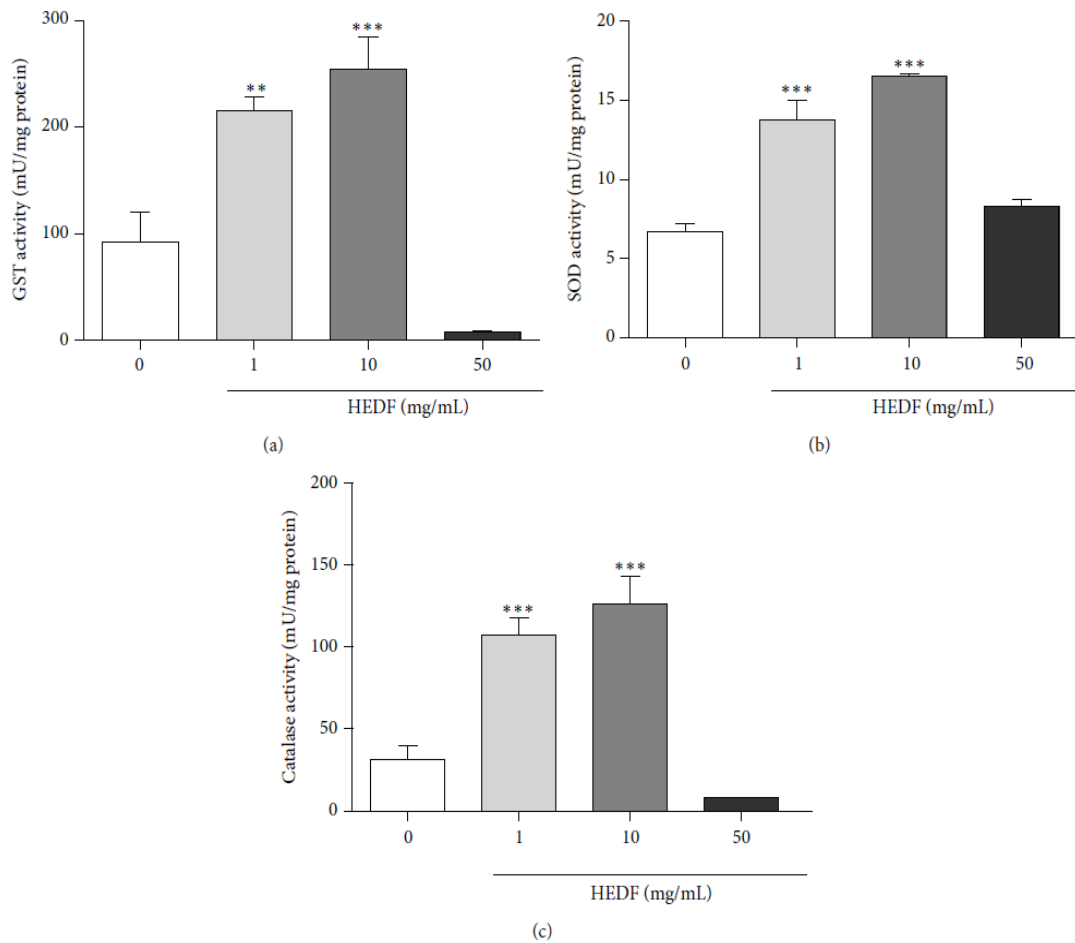 GST activity (mU/mg protein)
300
200
100
0
**
***
0 1 10 50
HEDF (mg/mL)
(a)
SOD activity (mU/mg protein)
20
15
10
5
0
***
***
0 1 10 50
HEDF (mg/mL)
(b)
Catalase activity (mU/mg protein)
200
150
100
50
0
***
***
0 1 10 50
HEDF (mg/mL)
(c)